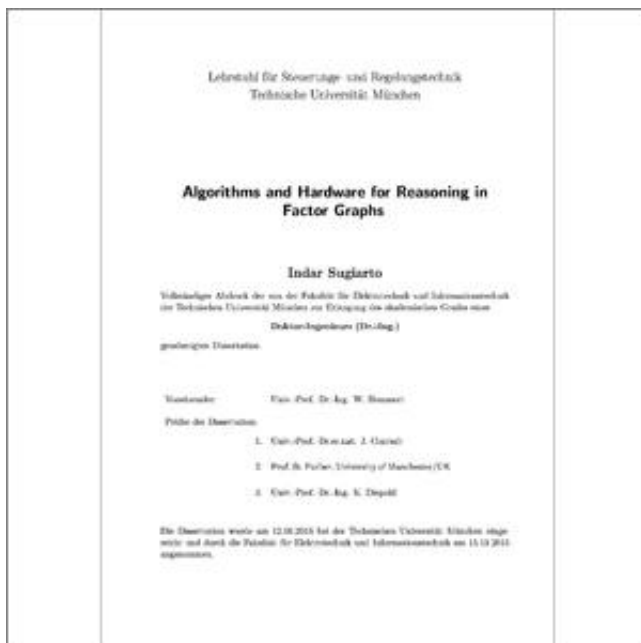 Lehrstuhl für Steuerungs- und Regelungstechnik
Technische Universität München
Algorithms and Hardware for Reasoning in
Factor Graphs
Indar Sugiarto
Vollständiger Abdruck der von der Fakultät für Elektrotechnik und Informationstechnik
der Technischen Universität München zur Erlangung des akademischen Grades eines
Doktor-Ingenieurs (Dr.-Ing.)
genehmigten Dissertation.
Vorsitzender: Univ.-Prof. Dr.-Ing. W.
Prüfer der Dissertation:
1. Univ.-Prof. Dr.rer.nat. J.
2. Prof. University of Manchester/UK
3. Univ.-Prof. Dr.-Ing. K. Diepold
Die Dissertation wurde am 2015 bei der Technischen Universität München einge-
reicht und durch die Fakultät für Elektrotechnik und Informationstechnik am 2015
angenommen.